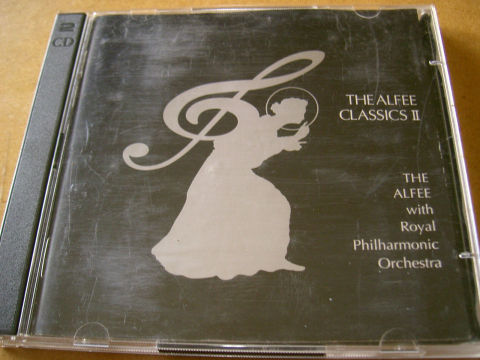 2
CD
THE ALFEE
CLASSICS II
THE
ALFEE
with
Royal
Philharmonic
Orchestra